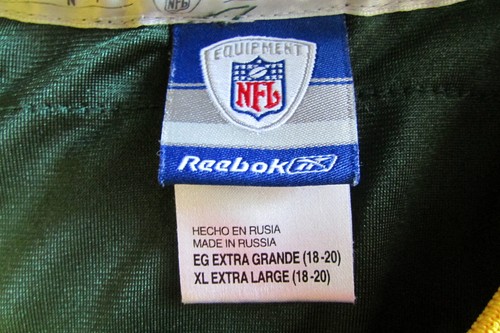 NFL
EQUIPMENT
NFL
Reebok
HECHO EN RUSIA
MADE IN RUSSIA
EG EXTRA GRANDE (18-20)
XL EXTRA LARGE (18-20)